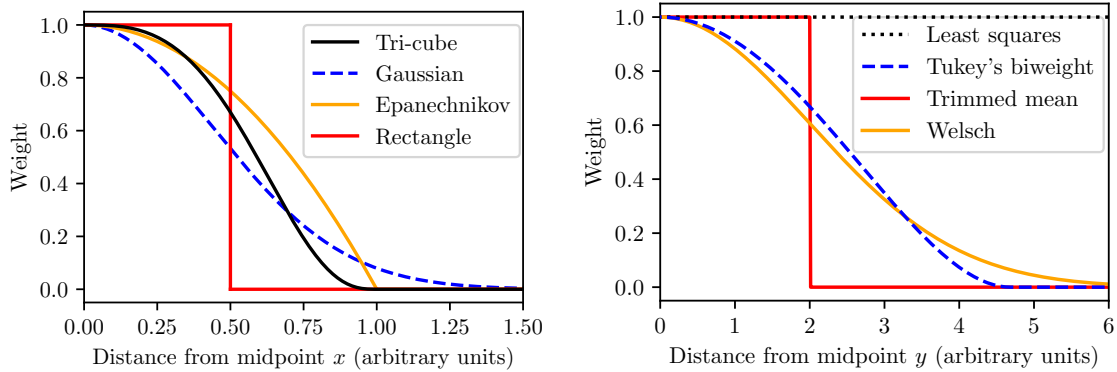 1.0
0.8
0.6
0.4
0.2
0.0
Weight
0.00 0.25 0.50 0.75 1.00 1.25 1.50
Distance from midpoint x (arbitrary units)
Tri-cube
Gaussian
Epanechnikov
Rectangle
1.0
0.8
0.6
0.4
0.2
0.0
Weight
0 1 2 3 4 5 6
Distance from midpoint y (arbitrary units)
Least squares
Tukey's biweight
Trimmed mean
Welsch